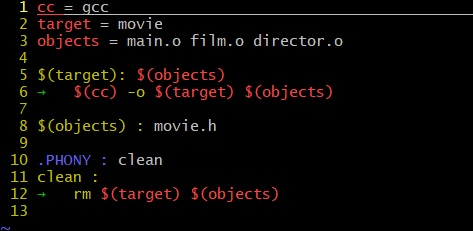 1 cc = gcc
2 target = movie
3 objects = main.o film.o director.o
4
5 $(target): $(objects)
6 →   $(cc) -o $(target) $(objects)
7
8 $(objects) : movie.h
9
10 .PHONY : clean
11 clean :
12 →   rm $(target) $(objects)
13
~